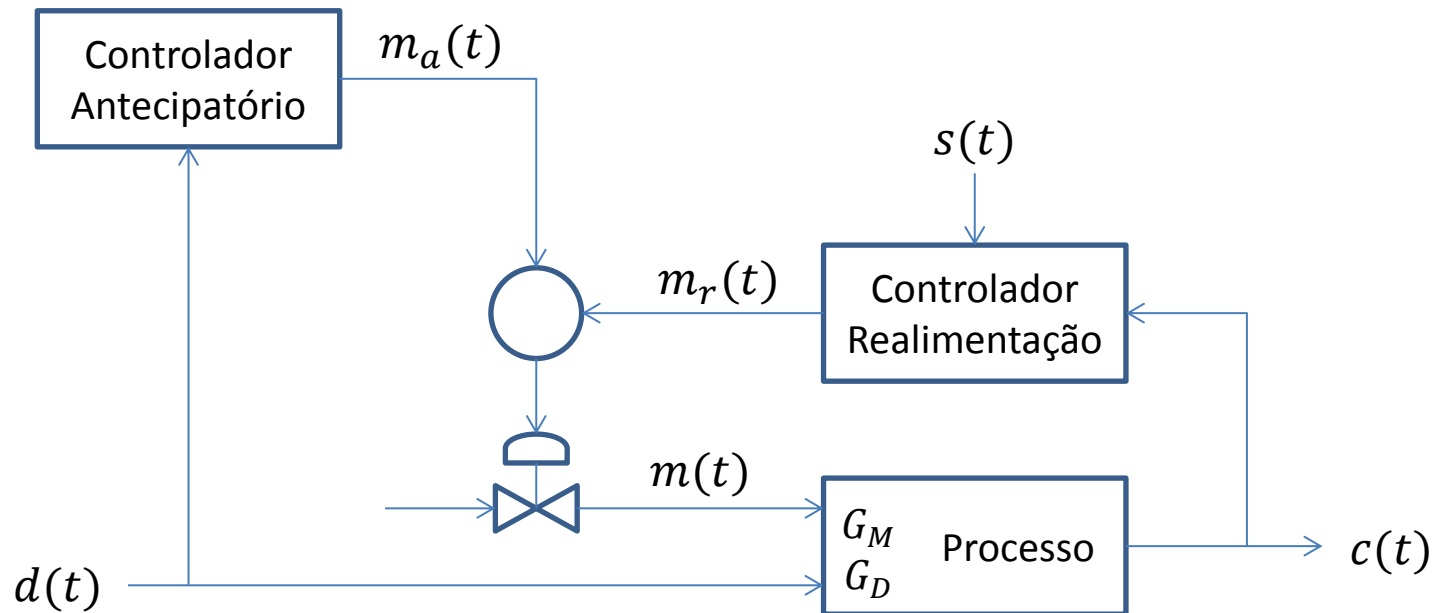 Controlador
Antecipatório
m_a(t)
s(t)
m_r(t)
Controlador
Realimentação
m(t)
G_M
G_D
Processo
c(t)
d(t)